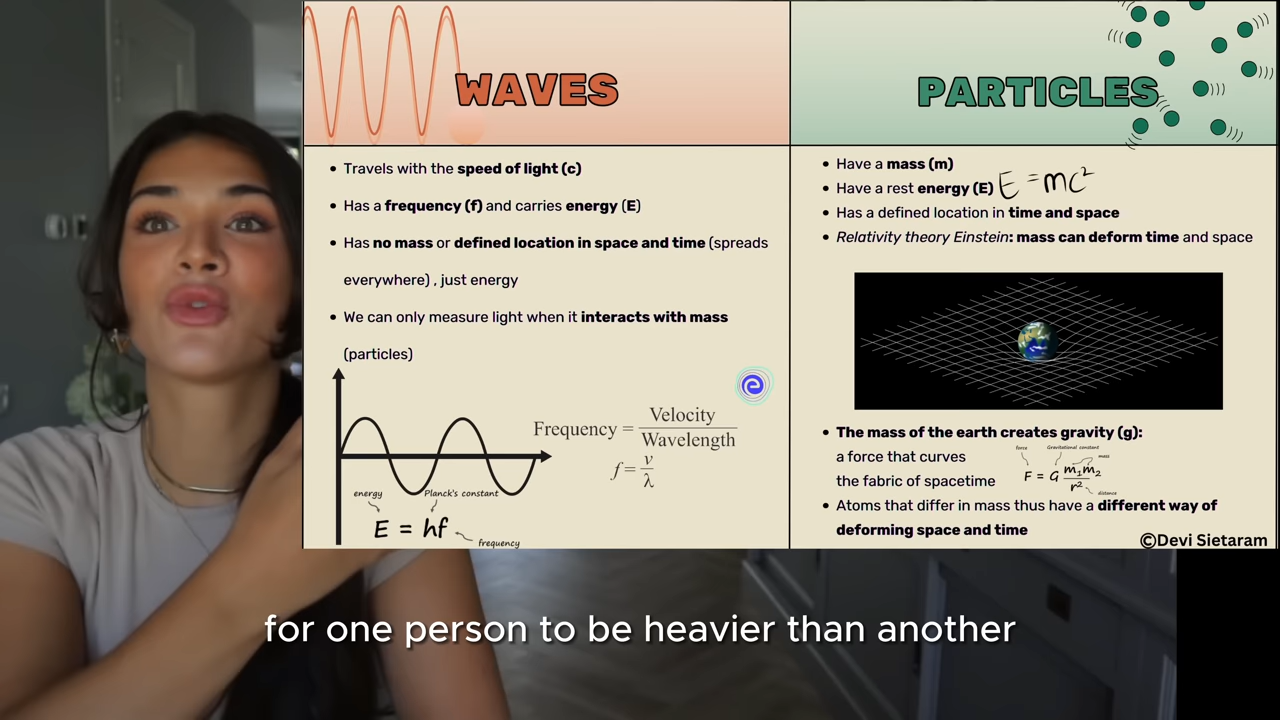 WAVES
Travels with the speed of light (c)
Has a frequency (f) and carries energy (E)
Has no mass or defined location in space and time (spreads
everywhere) , just energy
We can only measure light when it interacts with mass
(particles)
Frequency = Velocity / Wavelength
f = v / λ
energy
Planck's constant
E = hf
frequency
PARTICLES
Have a mass (m)
Have a rest energy (E) E = mc²
Has a defined location in time and space
Relativity theory Einstein: mass can deform time and space
The mass of the earth creates gravity (g):
a force that curves
the fabric of spacetime
force
Gravitational constant
mass
F = G m₁m₂ / r²
distance
Atoms that differ in mass thus have a different way of
deforming space and time
©Devi Sietaram
for one person to be heavier than another